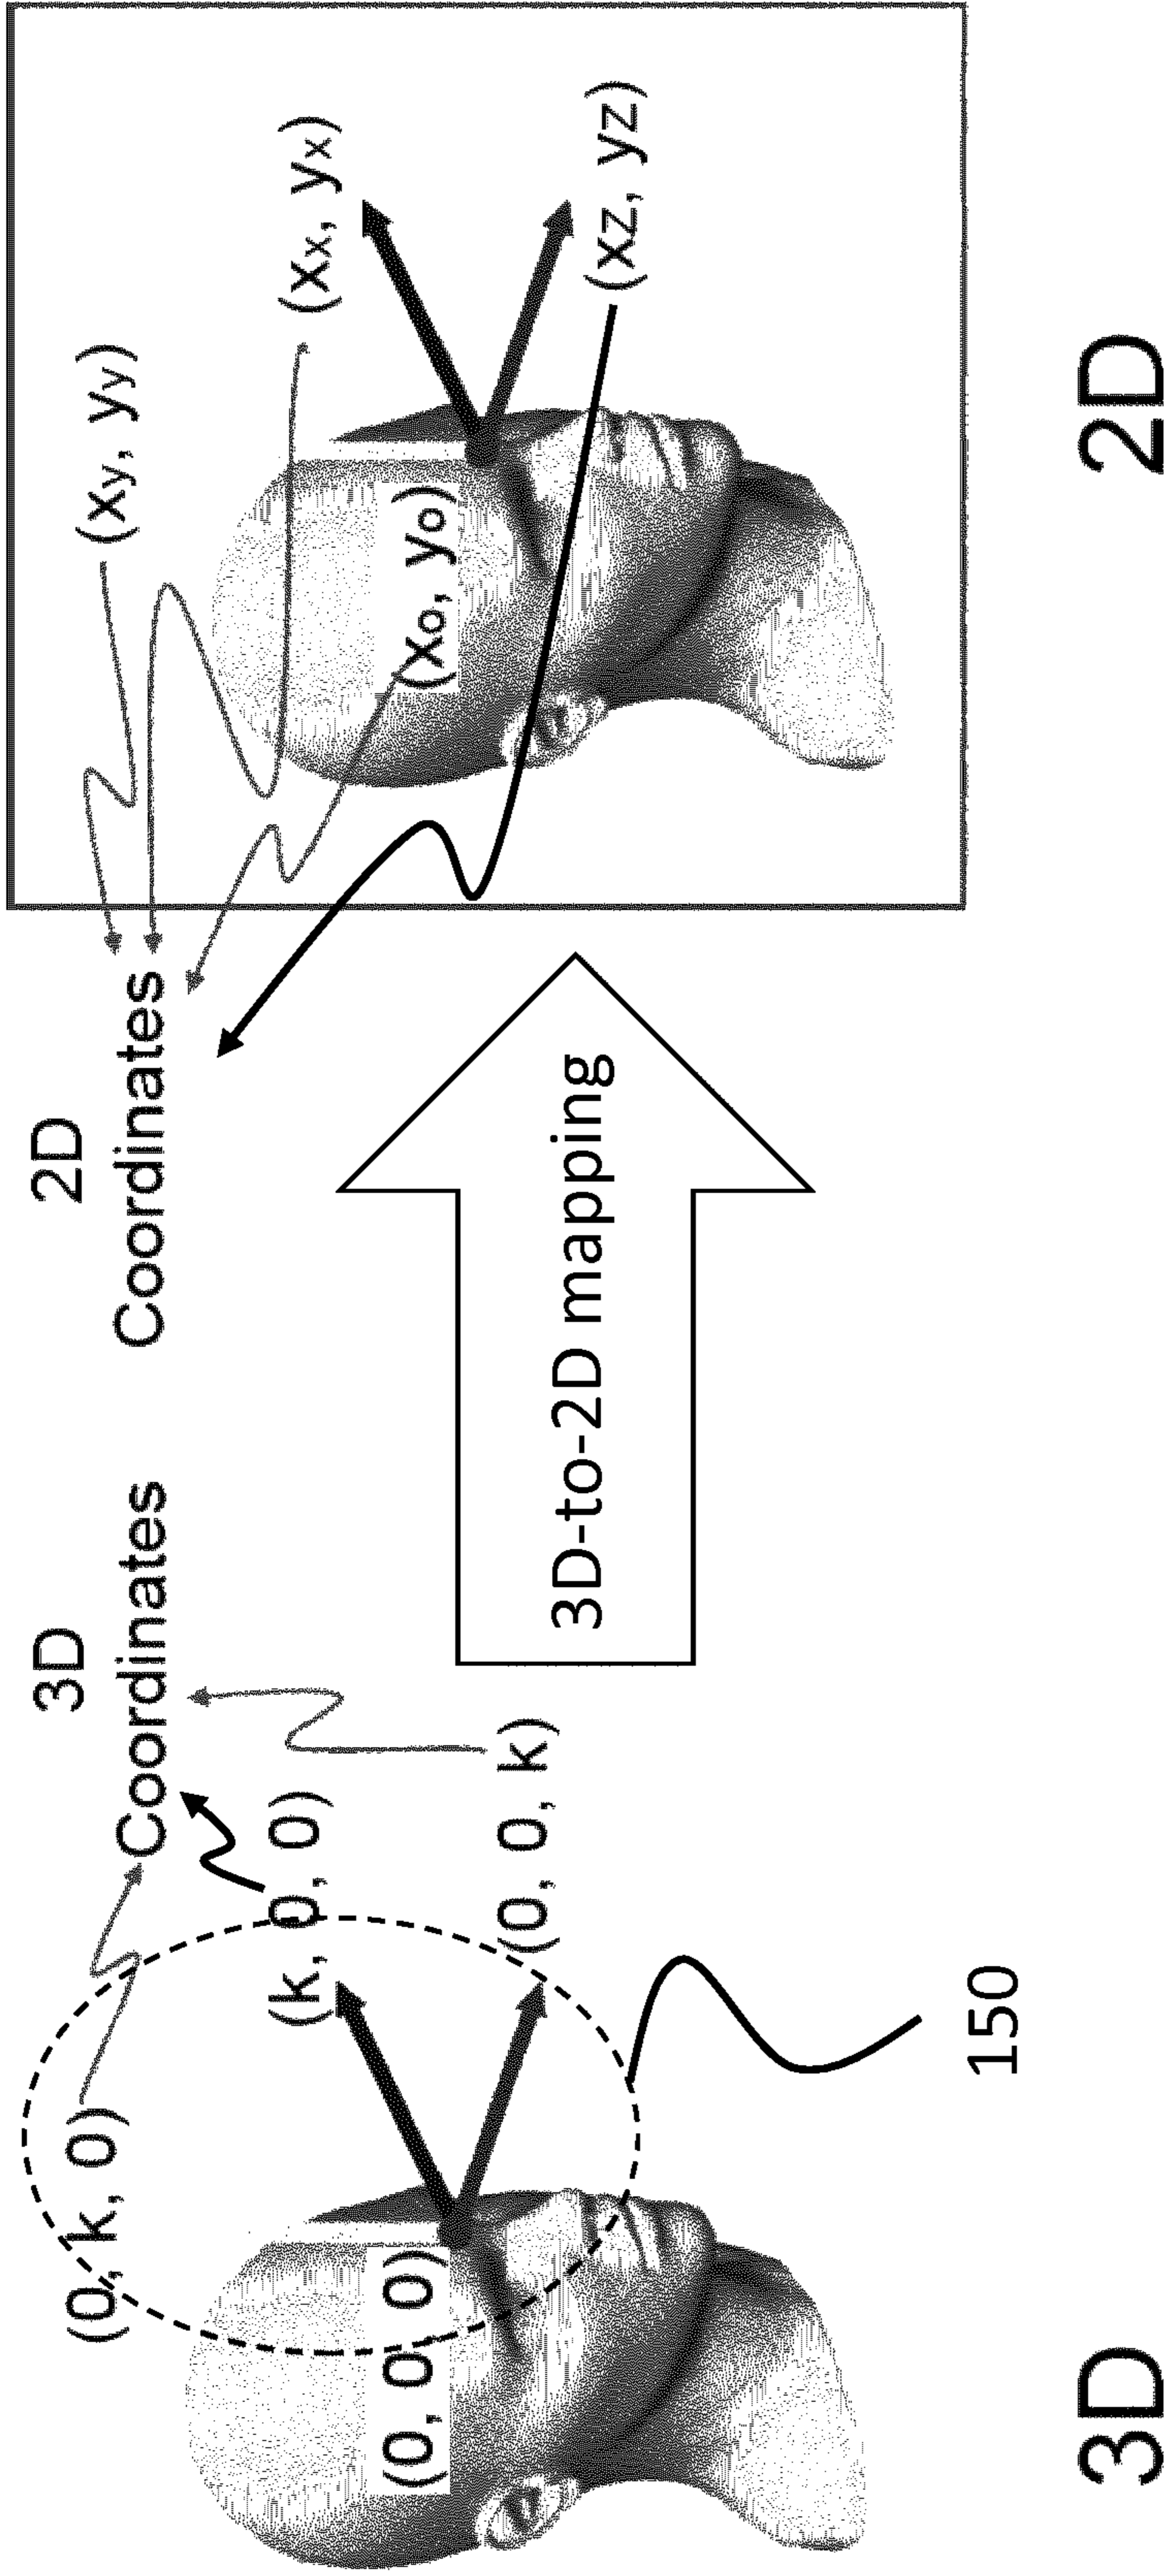 3D
Coordinates
(0, k, 0)
(k, 0, 0)
(0, 0, 0)
(0, 0, k)
150
3D
3D-to-2D mapping
2D
Coordinates
(xy, yy)
(xx, yx)
(xo, yo)
(xz, yz)
2D